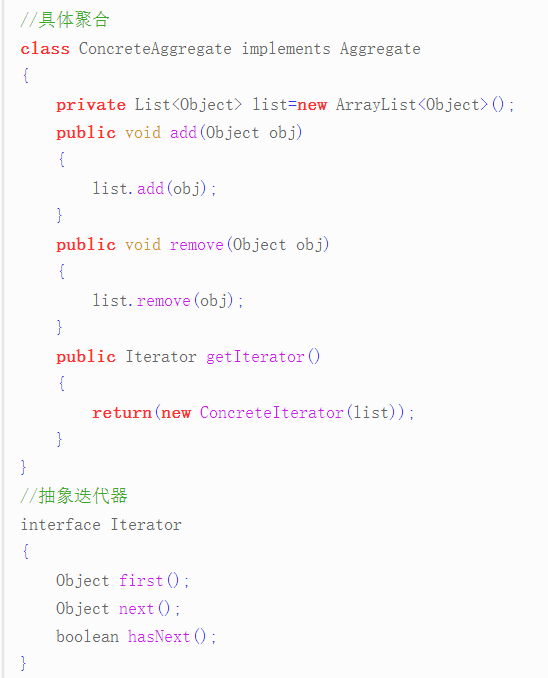 //具体聚合
class ConcreteAggregate implements Aggregate
{
    private List<Object> list=new ArrayList<Object>();
    public void add(Object obj)
    {
        list.add(obj);
    }
    public void remove(Object obj)
    {
        list.remove(obj);
    }
    public Iterator getIterator()
    {
        return(new ConcreteIterator(list));
    }
}
//抽象迭代器
interface Iterator
{
    Object first();
    Object next();
    boolean hasNext();
}